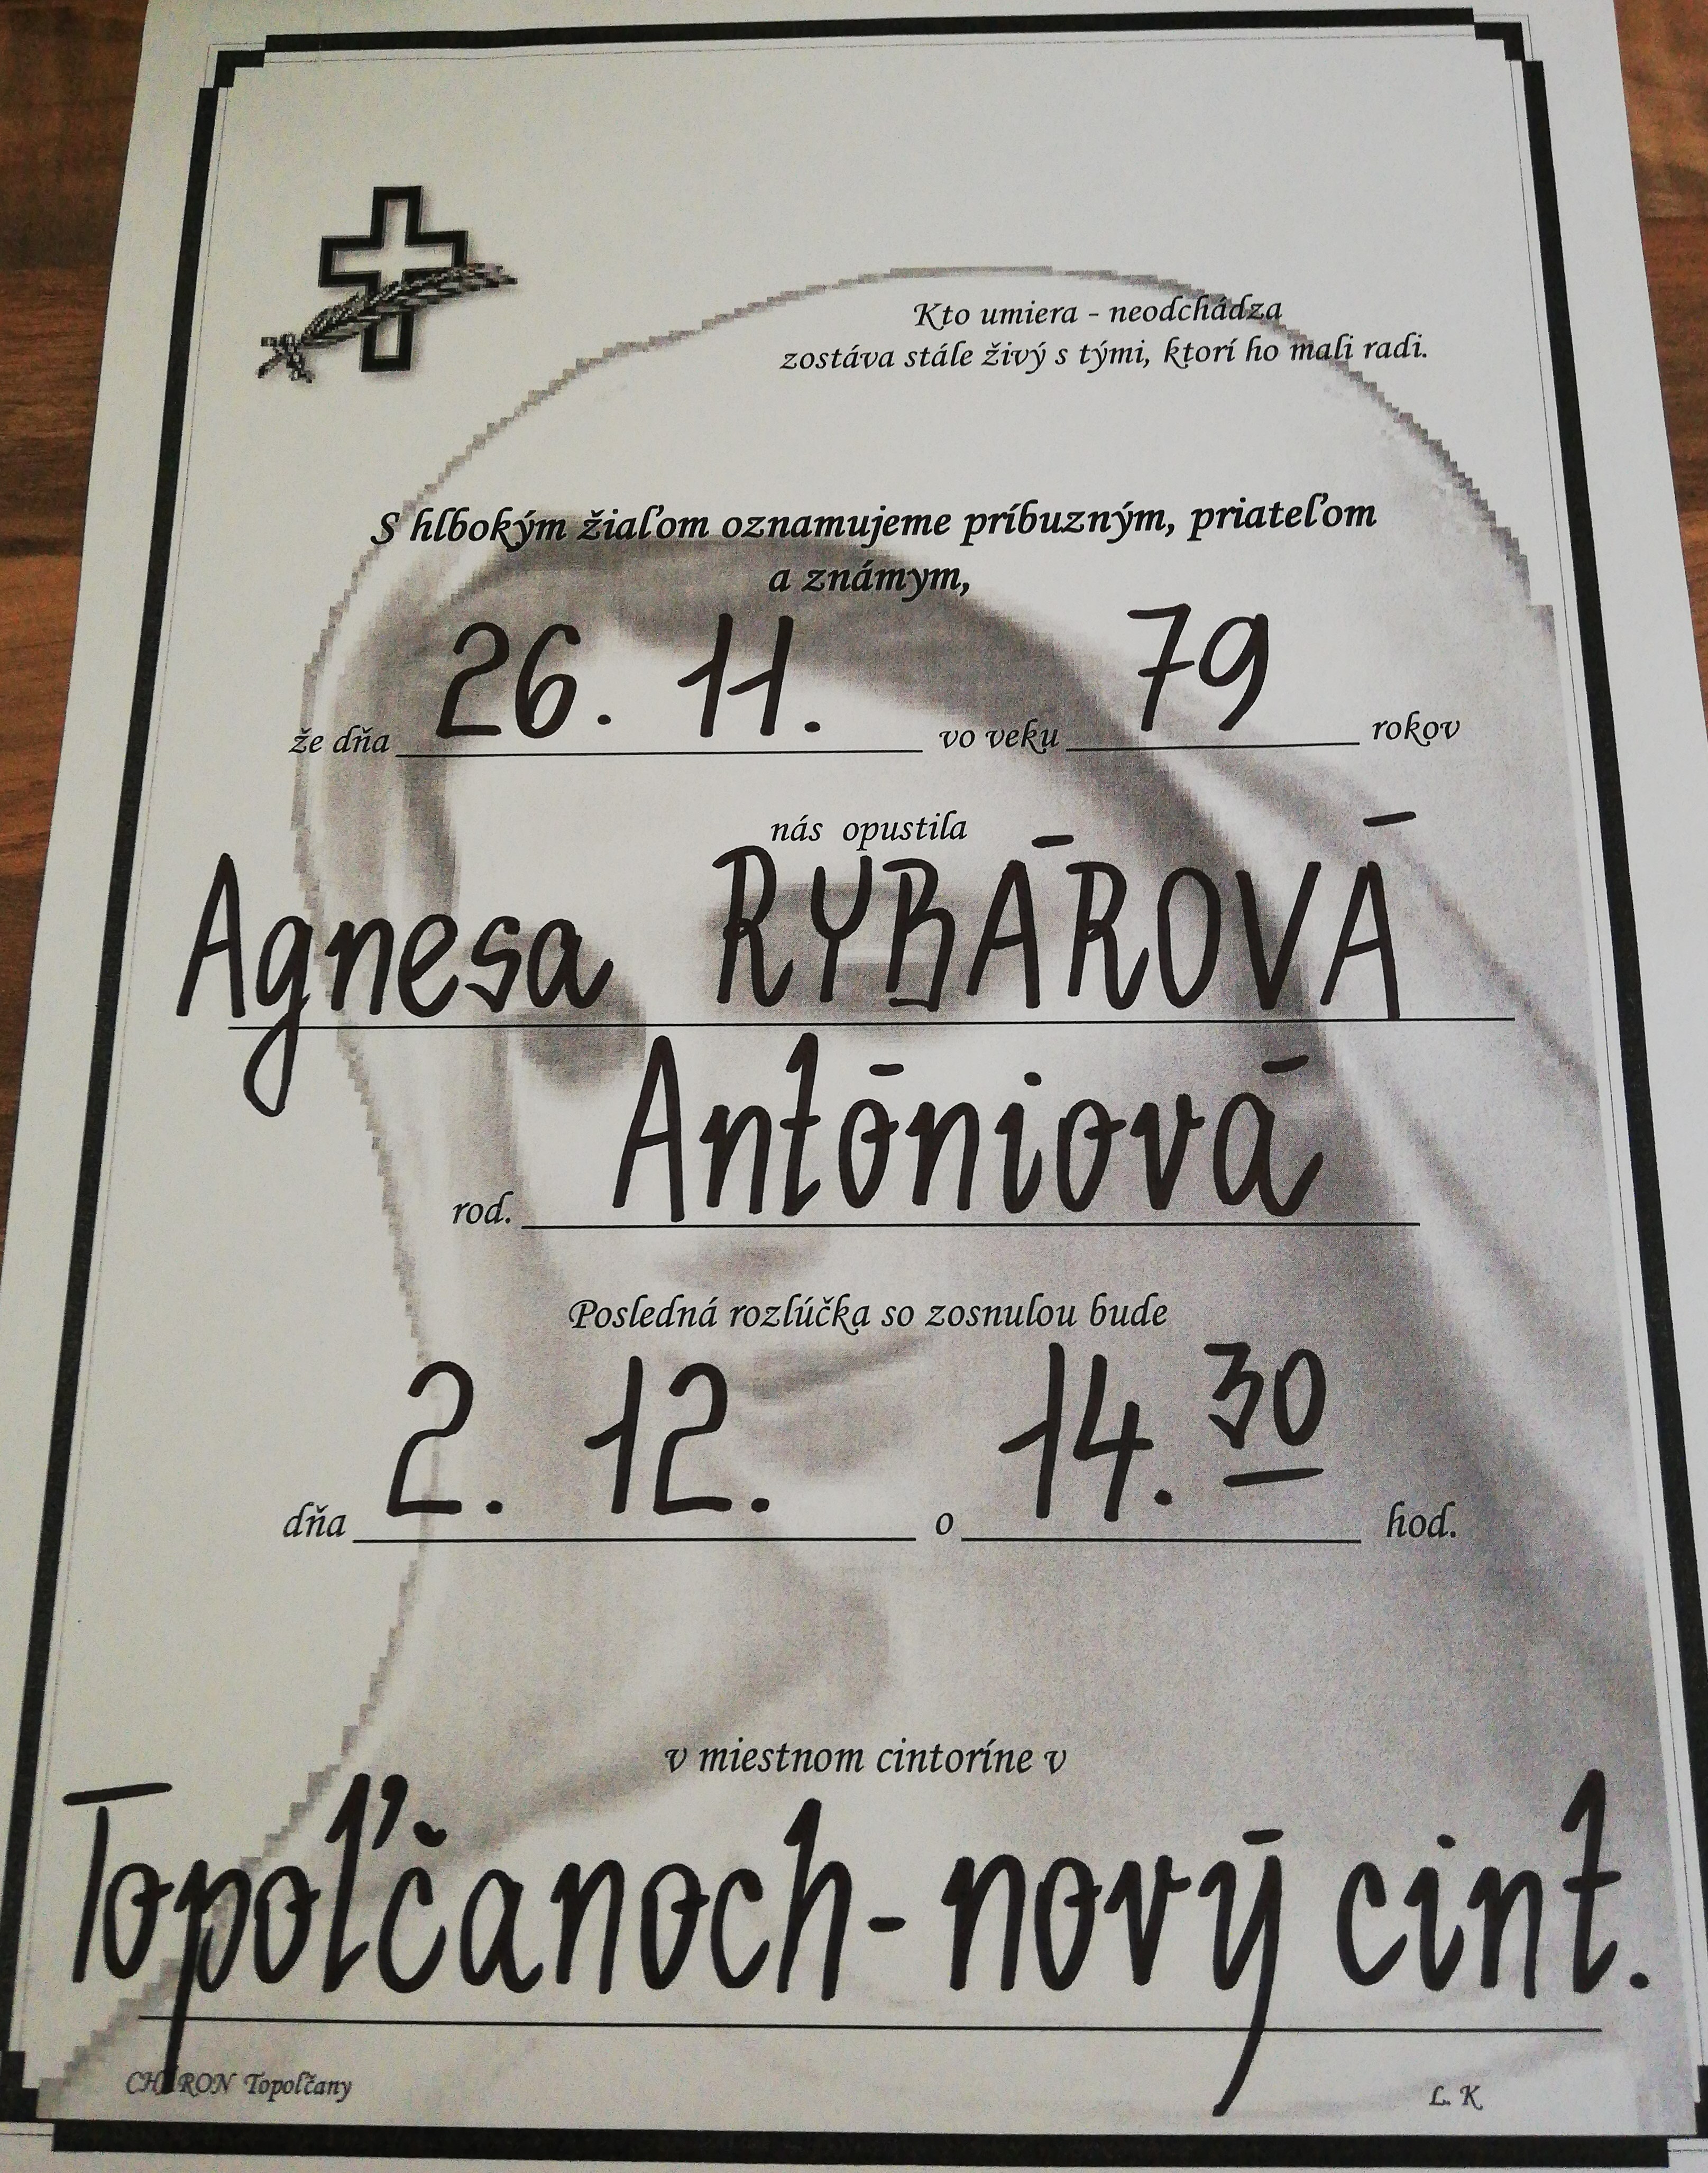 Kto umiera - neodchádza
zostáva stále živý s tými, ktorí ho mali radi.
S hlbokým žiaľom oznamujeme príbuzným, priateľom
a známym,
že dňa 26. 11. vo veku 79 rokov
nás opustila
Agnesa RYBÁROVÁ
rod. Antóniová
Posledná rozlúčka so zosnulou bude
dňa 2. 12. o 14.30 hod.
v miestnom cintoríne v
Topoľčanoch - nový cint.
CHÁRON Topoľčany
L. K